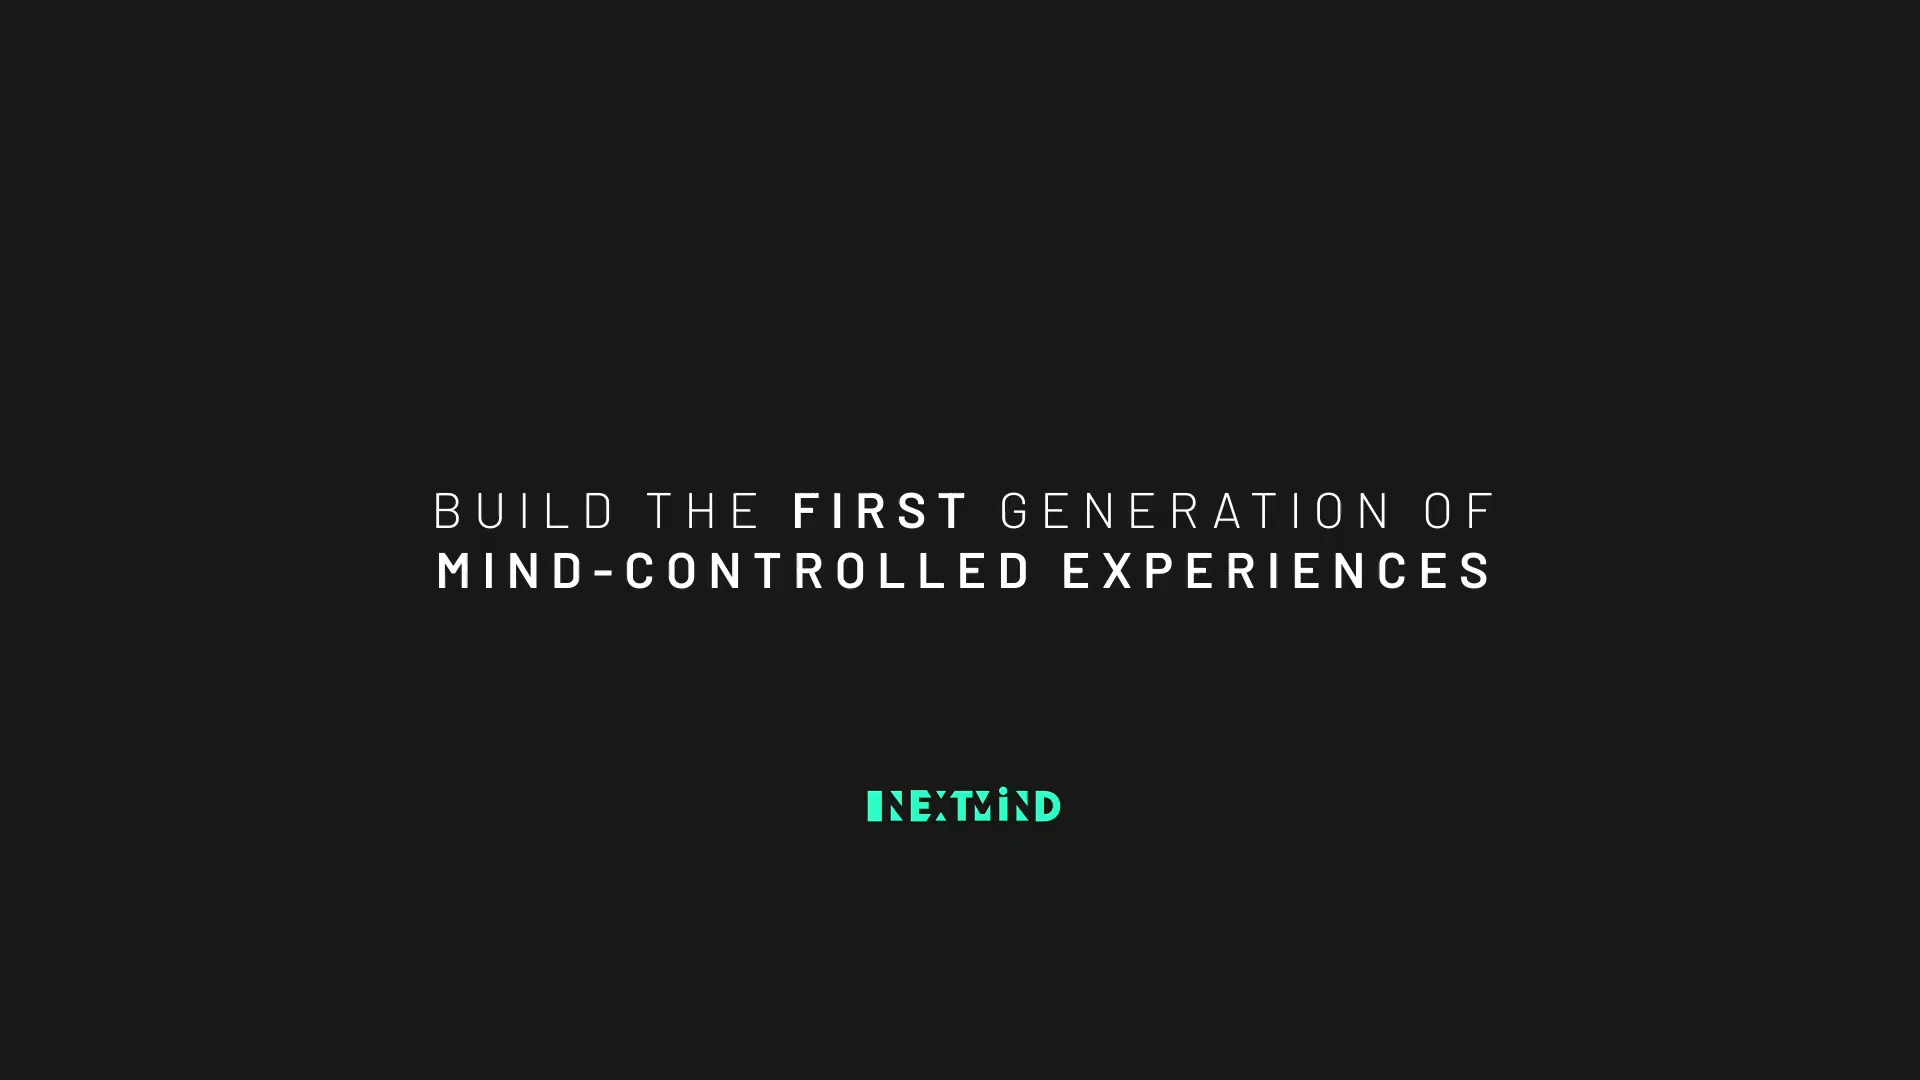 BUILD THE FIRST GENERATION OF
MIND-CONTROLLED EXPERIENCES
NEXTMiND